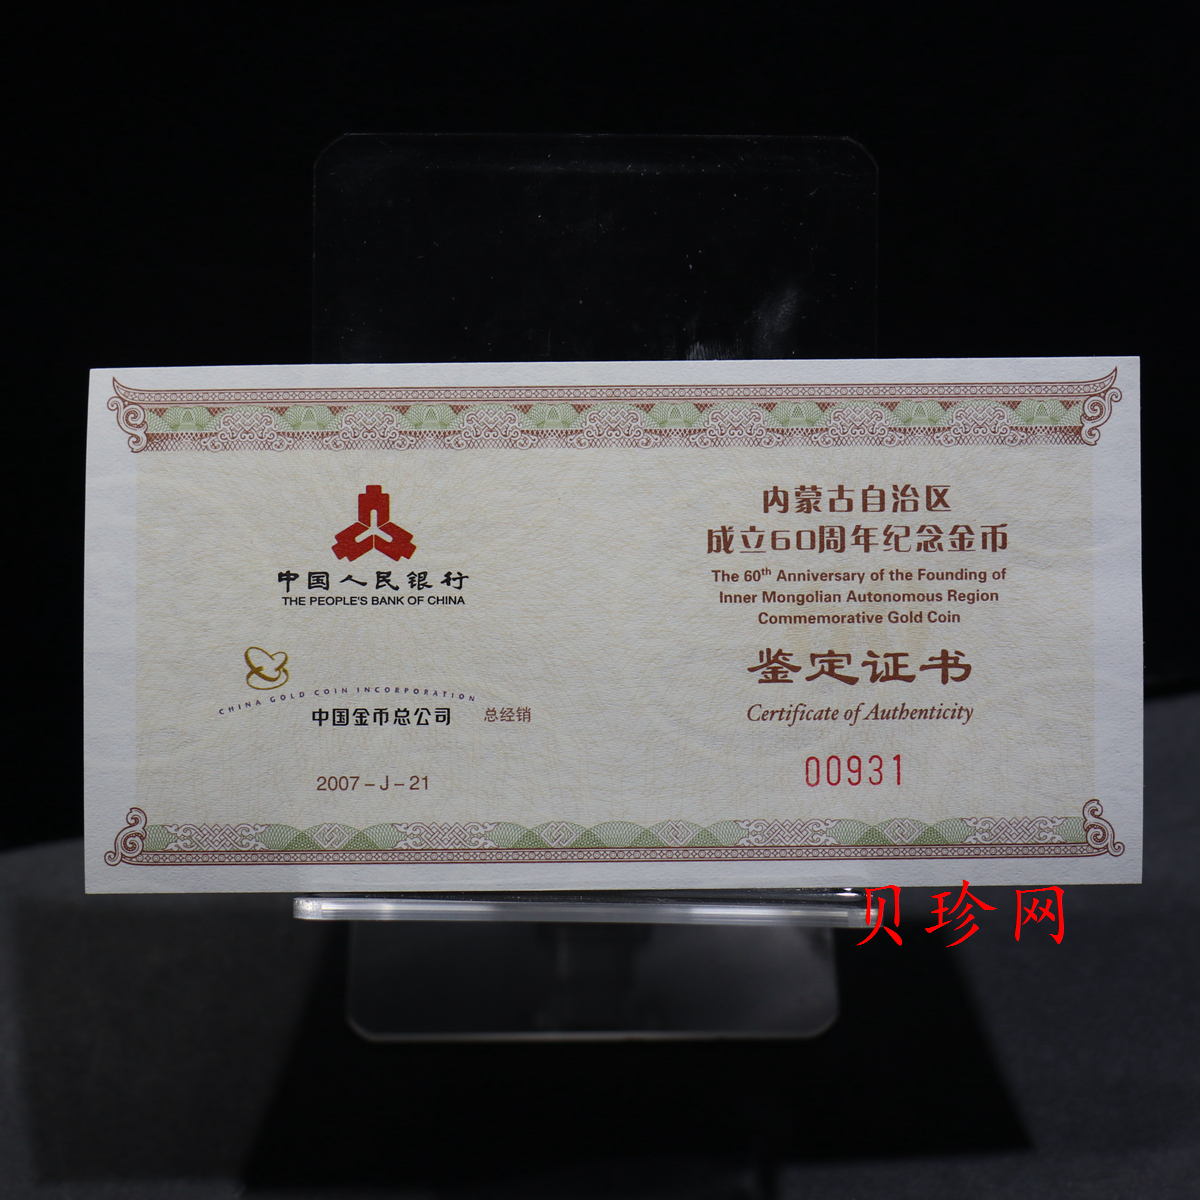 中国人民银行
THE PEOPLE'S BANK OF CHINA
CHINA GOLD COIN INCORPORATION
中国金币总公司 总经销
2007-J-21
内蒙古自治区
成立60周年纪念金币
The 60th Anniversary of the Founding of
Inner Mongolian Autonomous Region
Commemorative Gold Coin
鉴定证书
Certificate of Authenticity
00931
贝珍网